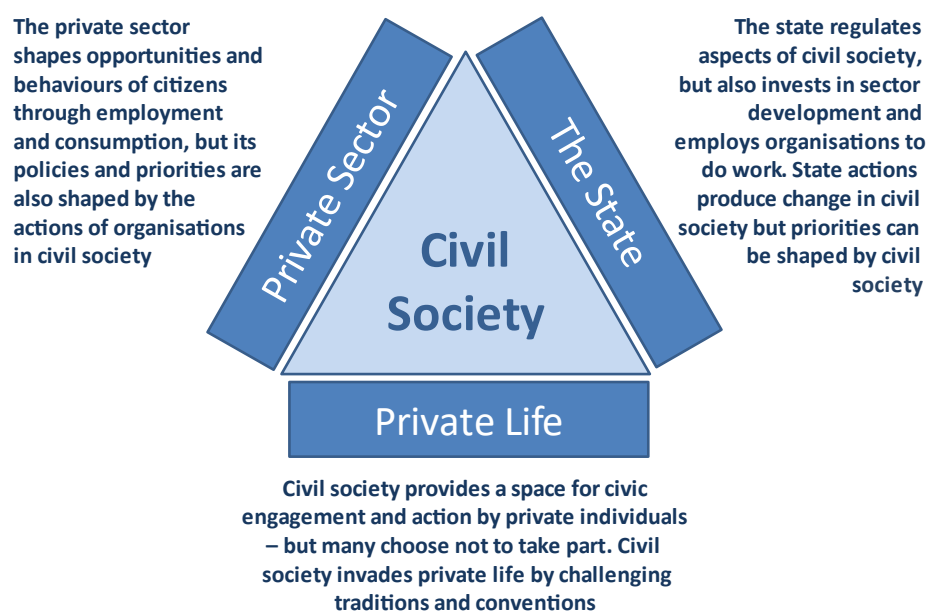 The private sector
shapes opportunities and
behaviours of citizens
through employment
and consumption, but its
policies and priorities are
also shaped by the
actions of organisations
in civil society
Private Sector
The State
The state regulates
aspects of civil society,
but also invests in sector
development and
employs organisations to
do work. State actions
produce change in civil
society but priorities can
be shaped by civil
society
Civil
Society
Private Life
Civil society provides a space for civic
engagement and action by private individuals
– but many choose not to take part. Civil
society invades private life by challenging
traditions and conventions